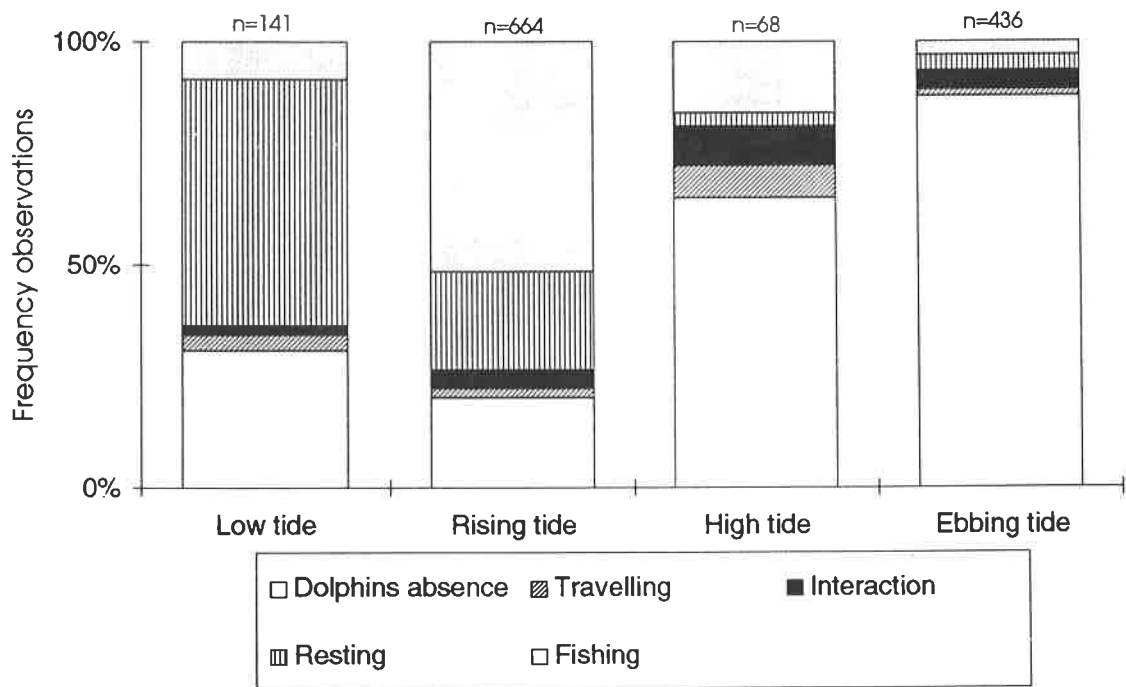 n=141 n=664 n=68 n=436
100%
50%
0%
Frequency observations
Low tide Rising tide High tide Ebbing tide
Dolphins absence Travelling Interaction
Resting Fishing